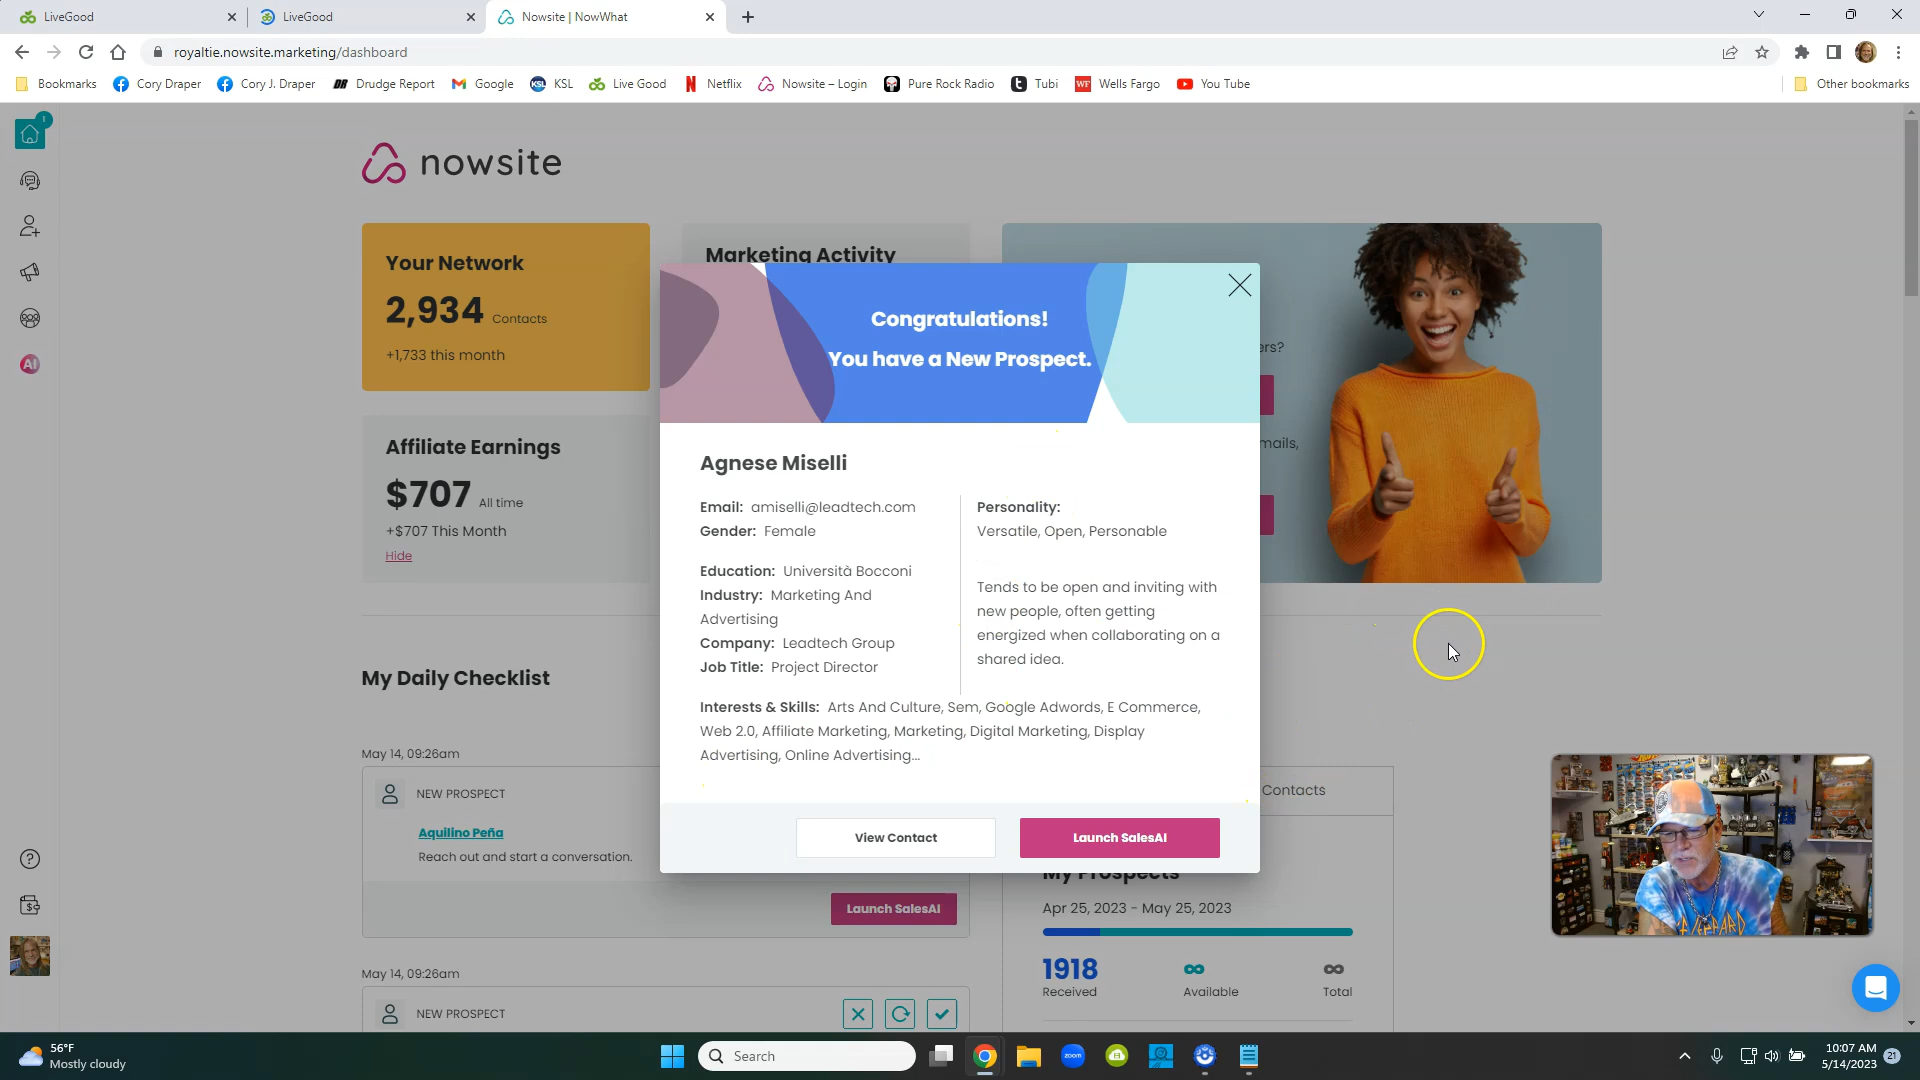 LiveGood
LiveGood
Nowsite | NowWhat
royaltie.nowsite.marketing/dashboard
Bookmarks
Cory Draper
Cory J. Draper
DR Drudge Report
Google
KSL KSL
Live Good
Netflix
Nowsite – Login
Pure Rock Radio
Tubi
WF Wells Fargo
You Tube
Other bookmarks
1
AI
nowsite
Your Network
2,934 Contacts
+1,733 this month
Marketing Activity
ers?
mails,
Affiliate Earnings
$707 All time
+$707 This Month
Hide
Congratulations!
You have a New Prospect.
Agnese Miselli
Email: amiselli@leadtech.com
Gender: Female
Education: Università Bocconi
Industry: Marketing And
Advertising
Company: Leadtech Group
Job Title: Project Director
Personality:
Versatile, Open, Personable
Tends to be open and inviting with
new people, often getting
energized when collaborating on a
shared idea.
Interests & Skills: Arts And Culture, Sem, Google Adwords, E Commerce,
Web 2.0, Affiliate Marketing, Marketing, Digital Marketing, Display
Advertising, Online Advertising...
View Contact
Launch SalesAI
My Daily Checklist
May 14, 09:26am
NEW PROSPECT
Aquilino Peña
Reach out and start a conversation.
Launch SalesAI
May 14, 09:26am
NEW PROSPECT
Contacts
My Prospects
Apr 25, 2023 - May 25, 2023
1918
Received
∞
Available
∞
Total
56°F
Mostly cloudy
Search
zoom
10:07 AM
5/14/2023
21